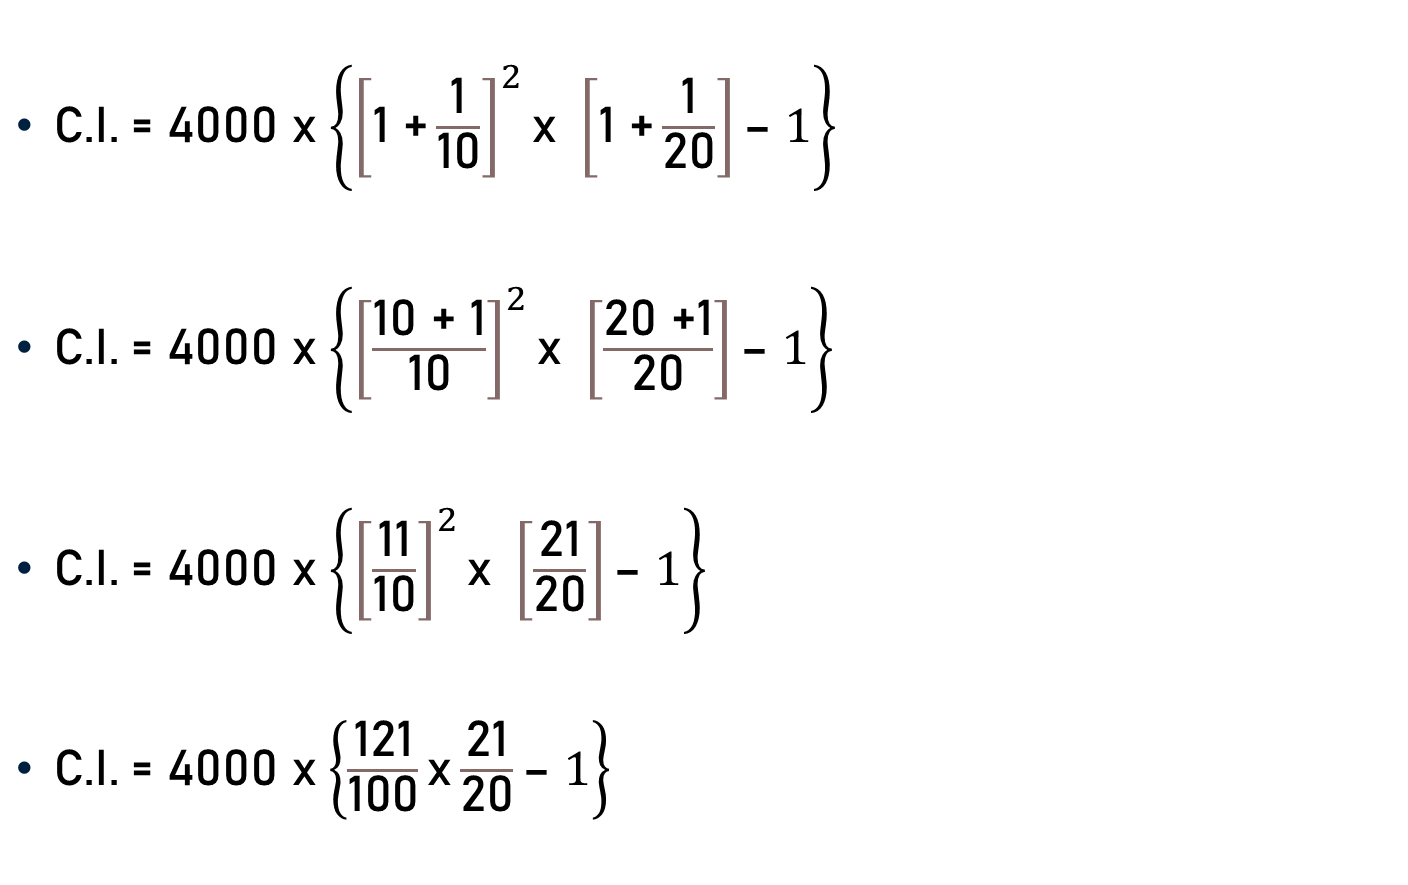 • C.I. = 4000 x {[1 + 1/10]² x [1 + 1/20] – 1}
• C.I. = 4000 x {[(10 + 1)/10]² x [(20 +1)/20] – 1}
• C.I. = 4000 x {[11/10]² x [21/20] – 1}
• C.I. = 4000 x {121/100 x 21/20 – 1}